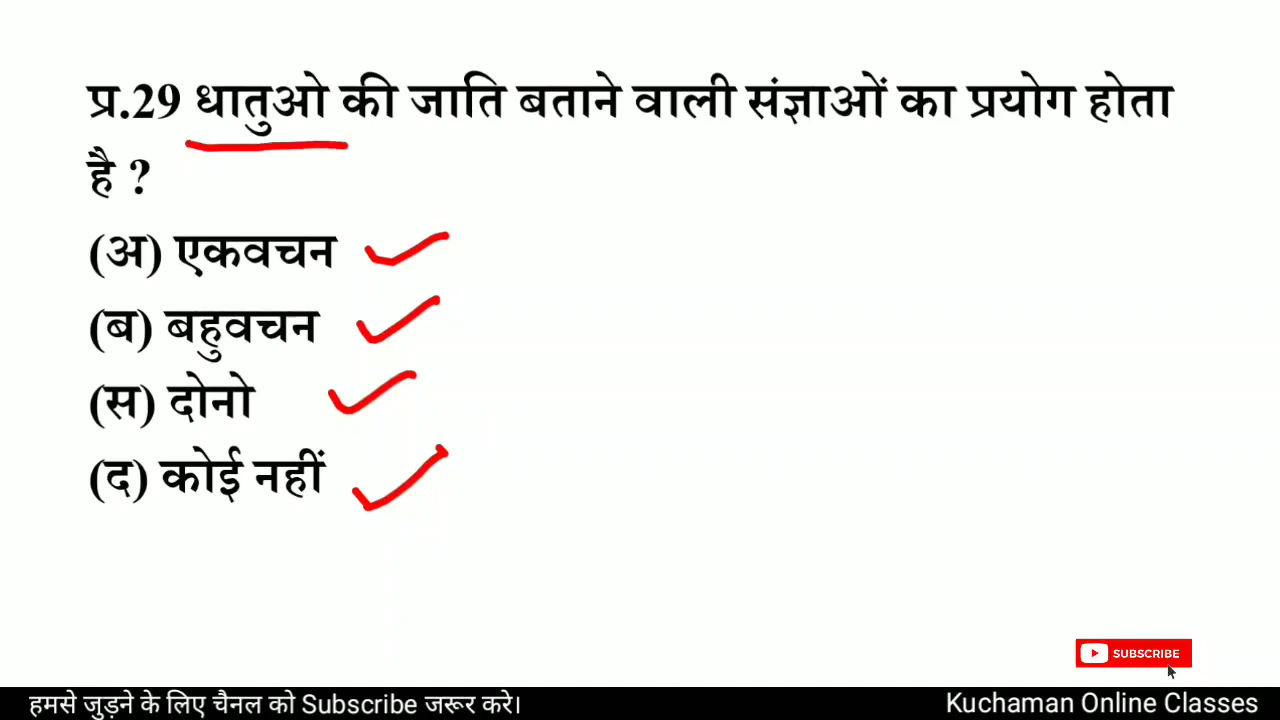 प्र.29 धातुओ की जाति बताने वाली संज्ञाओं का प्रयोग होता
है ?
(अ) एकवचन
(ब) बहुवचन
(स) दोनो
(द) कोई नहीं
SUBSCRIBE
हमसे जुड़ने के लिए चैनल को Subscribe जरूर करे।
Kuchaman Online Classes